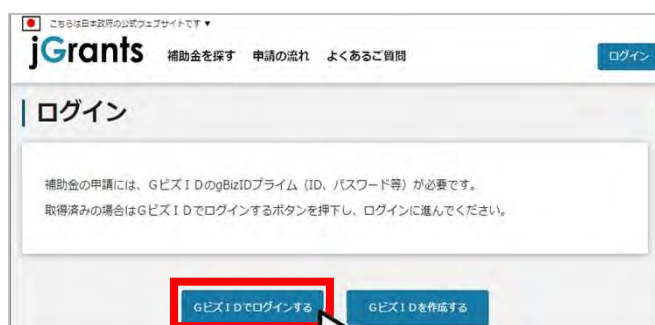 こちらは日本政府の公式ウェブサイトです ▼
jGrants 補助金を探す 申請の流れ よくあるご質問 ログイン
ログイン
補助金の申請には、GビズIDのgBizIDプライム（ID、パスワード等）が必要です。
取得済みの場合はGビズIDでログインするボタンを押下し、ログインに進んでください。
GビズIDでログインする GビズIDを作成する